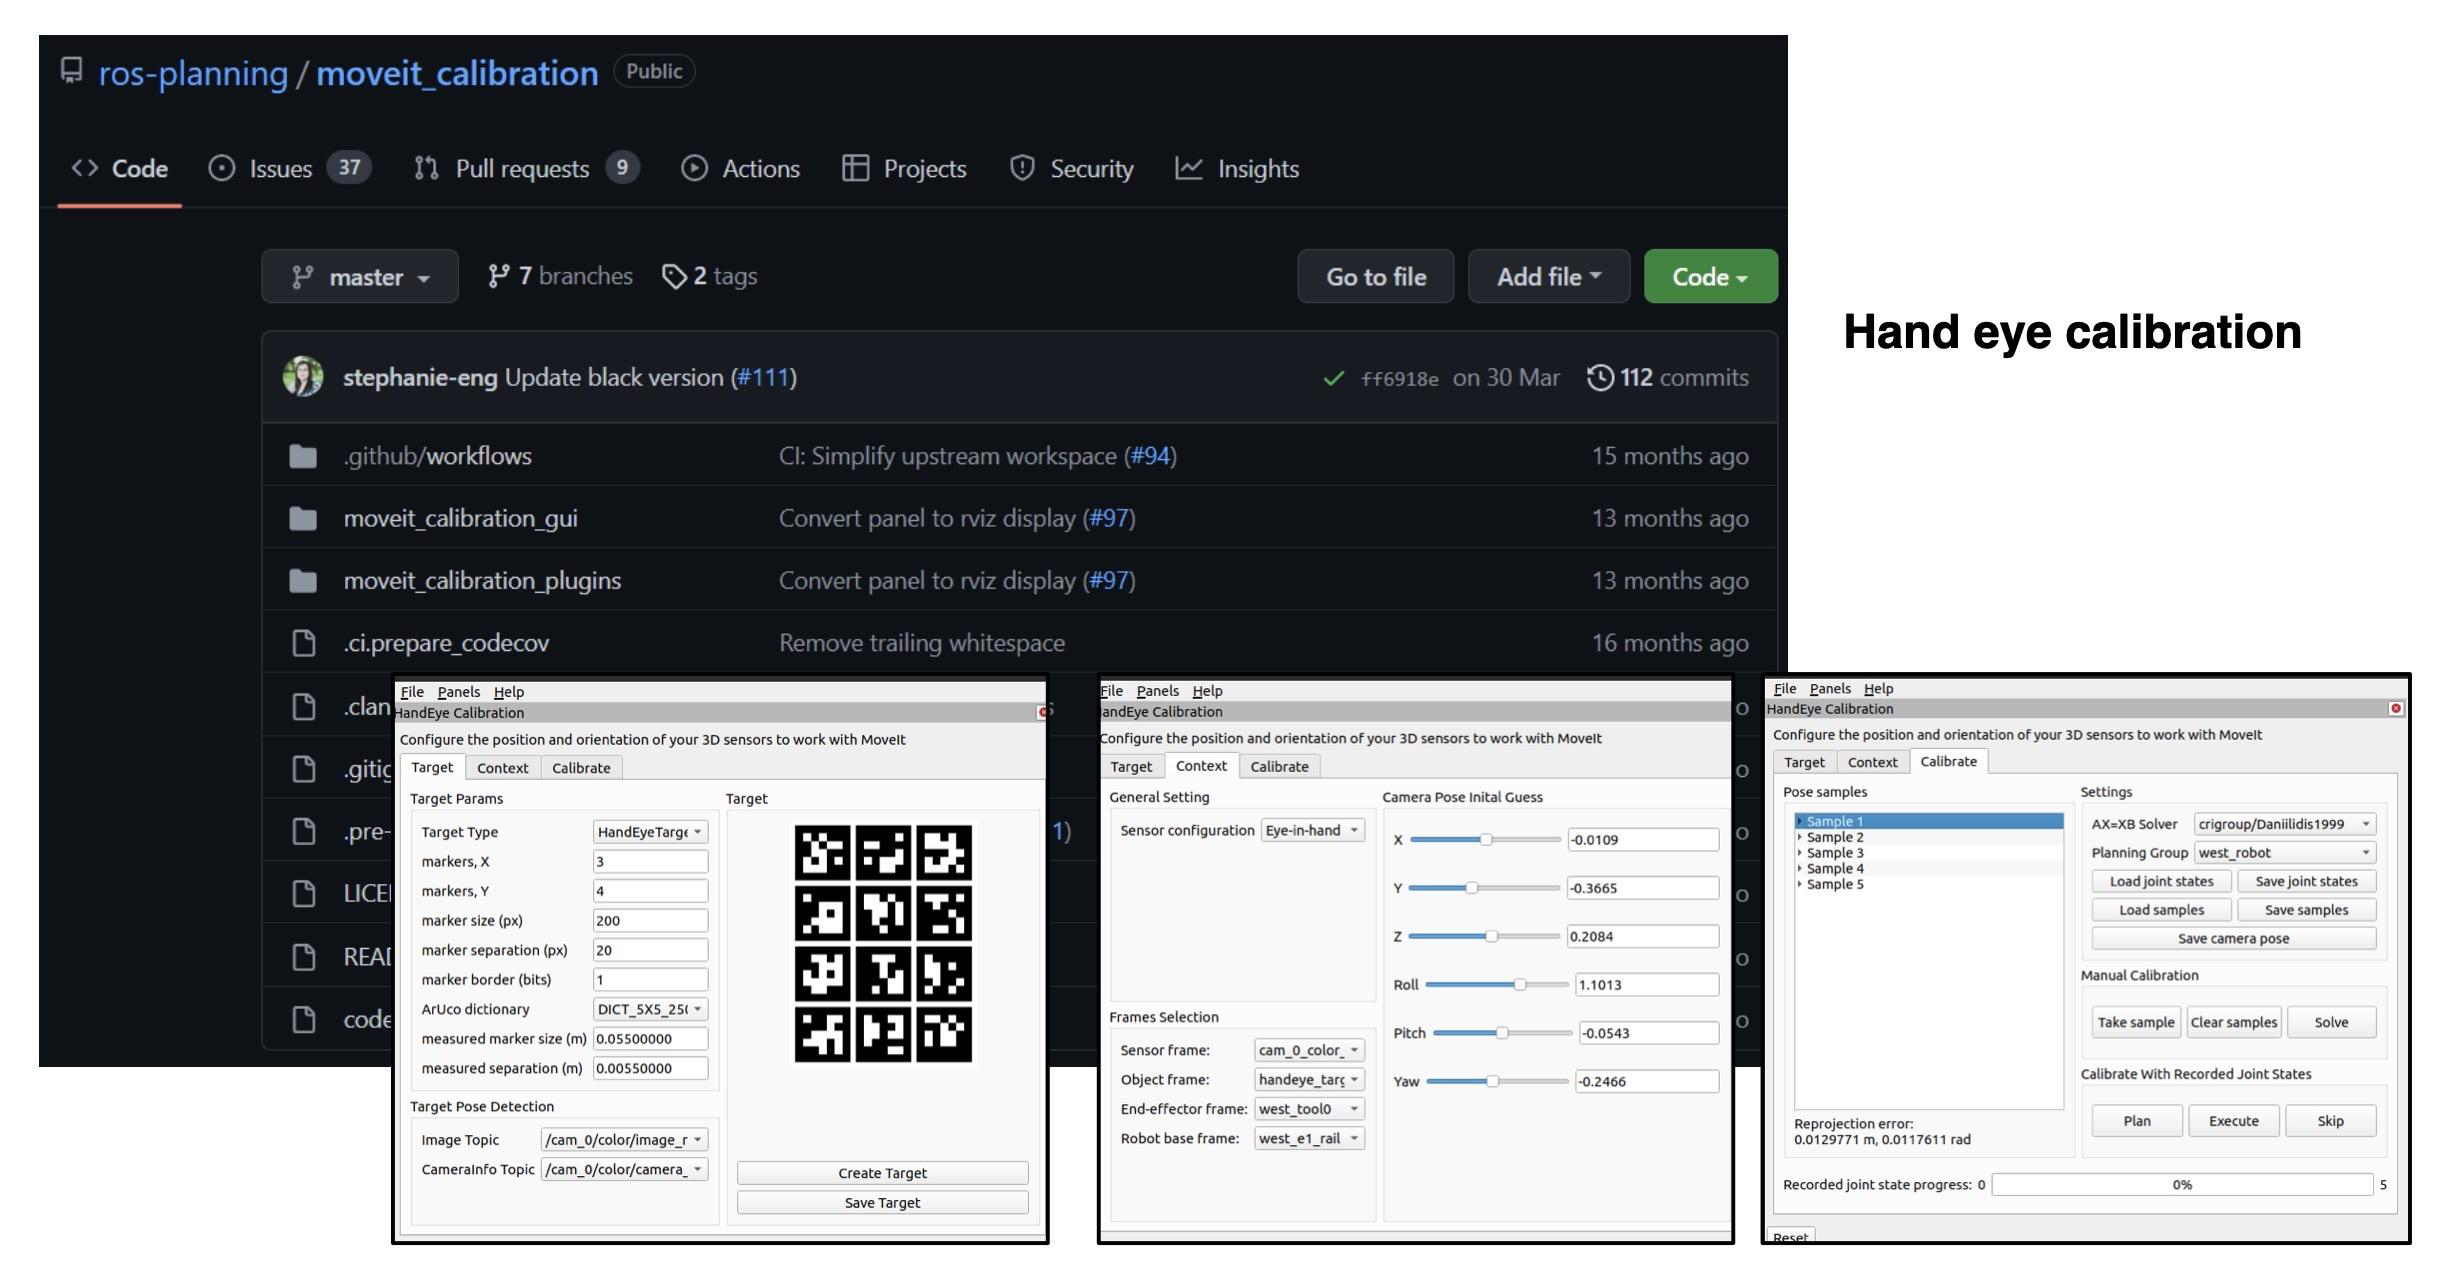 ros-planning / moveit_calibration Public
Code Issues 37 Pull requests 9 Actions Projects Security Insights
master 7 branches 2 tags Go to file Add file Code
Hand eye calibration
stephanie-eng Update black version (#111) ff6918e on 30 Mar 112 commits
.github/workflows CI: Simplify upstream workspace (#94) 15 months ago
moveit_calibration_gui Convert panel to rviz display (#97) 13 months ago
moveit_calibration_plugins Convert panel to rviz display (#97) 13 months ago
.ci.prepare_codecov Remove trailing whitespace 16 months ago
.clan
.gitig
.pre- 1)
LICE
REA
code
File Panels Help
HandEye Calibration
Configure the position and orientation of your 3D sensors to work with MoveIt
Target Context Calibrate
Target Params
Target Type HandEyeTarge
markers, X 3
markers, Y 4
marker size (px) 200
marker separation (px) 20
marker border (bits) 1
ArUco dictionary DICT_5X5_25(
measured marker size (m) 0.05500000
measured separation (m) 0.00550000
Target Pose Detection
Image Topic /cam_0/color/image_r
CameraInfo Topic /cam_0/color/camera_
Target
Create Target
Save Target
File Panels Help
andEye Calibration
Configure the position and orientation of your 3D sensors to work with MoveIt
Target Context Calibrate
General Setting
Sensor configuration Eye-in-hand
Frames Selection
Sensor frame: cam_0_color_
Object frame: handeye_targ
End-effector frame: west_tool0
Robot base frame: west_e1_rail
Camera Pose Inital Guess
X -0.0109
Y -0.3665
Z 0.2084
Roll 1.1013
Pitch -0.0543
Yaw -0.2466
File Panels Help
HandEye Calibration
Configure the position and orientation of your 3D sensors to work with MoveIt
Target Context Calibrate
Pose samples
Sample 1
Sample 2
Sample 3
Sample 4
Sample 5
Reprojection error:
0.0129771 m, 0.0117611 rad
Settings
AX=XB Solver crigroup/Daniilidis1999
Planning Group west_robot
Load joint states Save joint states
Load samples Save samples
Save camera pose
Manual Calibration
Take sample Clear samples Solve
Calibrate With Recorded Joint States
Plan Execute Skip
Recorded joint state progress: 0 0% 5
Reset